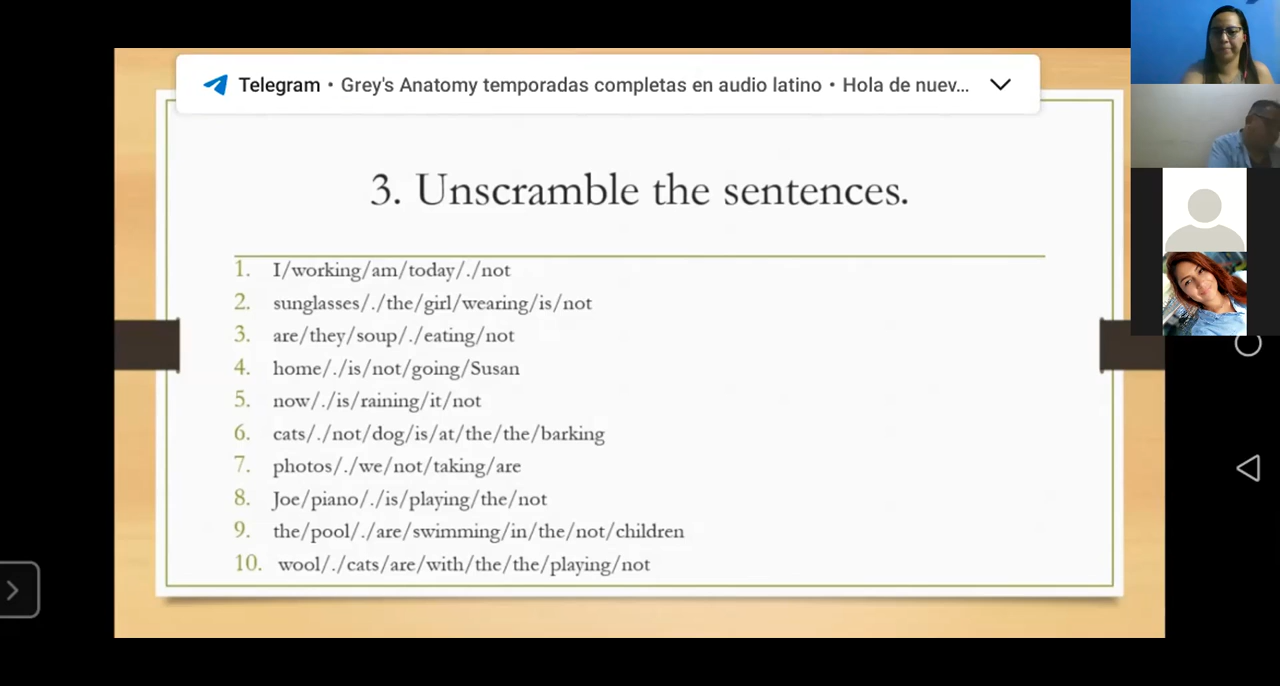 Telegram • Grey's Anatomy temporadas completas en audio latino • Hola de nuev...
3. Unscramble the sentences.
1. I/working/am/today/./not
2. sunglasses/./the/girl/wearing/is/not
3. are/they/soup/./eating/not
4. home/./is/not/going/Susan
5. now/./is/raining/it/not
6. cats/./not/dog/is/at/the/the/barking
7. photos/./we/not/taking/are
8. Joe/piano/./is/playing/the/not
9. the/pool/./are/swimming/in/the/not/children
10. wool/./cats/are/with/the/the/playing/not